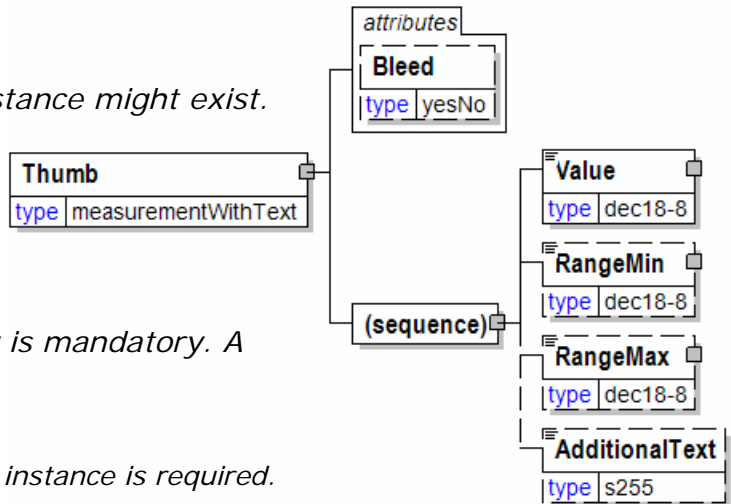 attributes
Bleed
type yesNo
stance might exist.
Thumb
type measurementWithText
Value
type dec18-8
RangeMin
type dec18-8
(sequence)
is mandatory. A
RangeMax
type dec18-8
AdditionalText
type s255
instance is required.